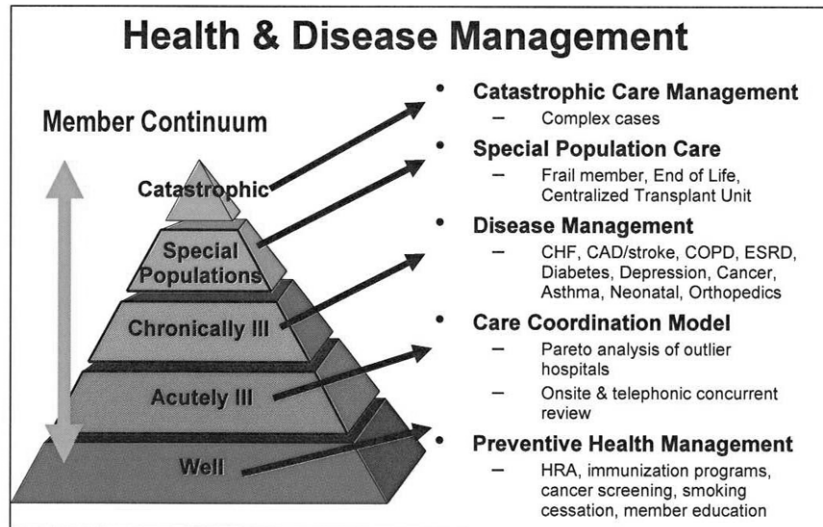 Health & Disease Management
Member Continuum
Catastrophic
Special
Populations
Chronically Ill
Acutely Ill
Well
• Catastrophic Care Management
– Complex cases
• Special Population Care
– Frail member, End of Life,
Centralized Transplant Unit
• Disease Management
– CHF, CAD/stroke, COPD, ESRD,
Diabetes, Depression, Cancer,
Asthma, Neonatal, Orthopedics
• Care Coordination Model
– Pareto analysis of outlier
hospitals
– Onsite & telephonic concurrent
review
• Preventive Health Management
– HRA, immunization programs,
cancer screening, smoking
cessation, member education